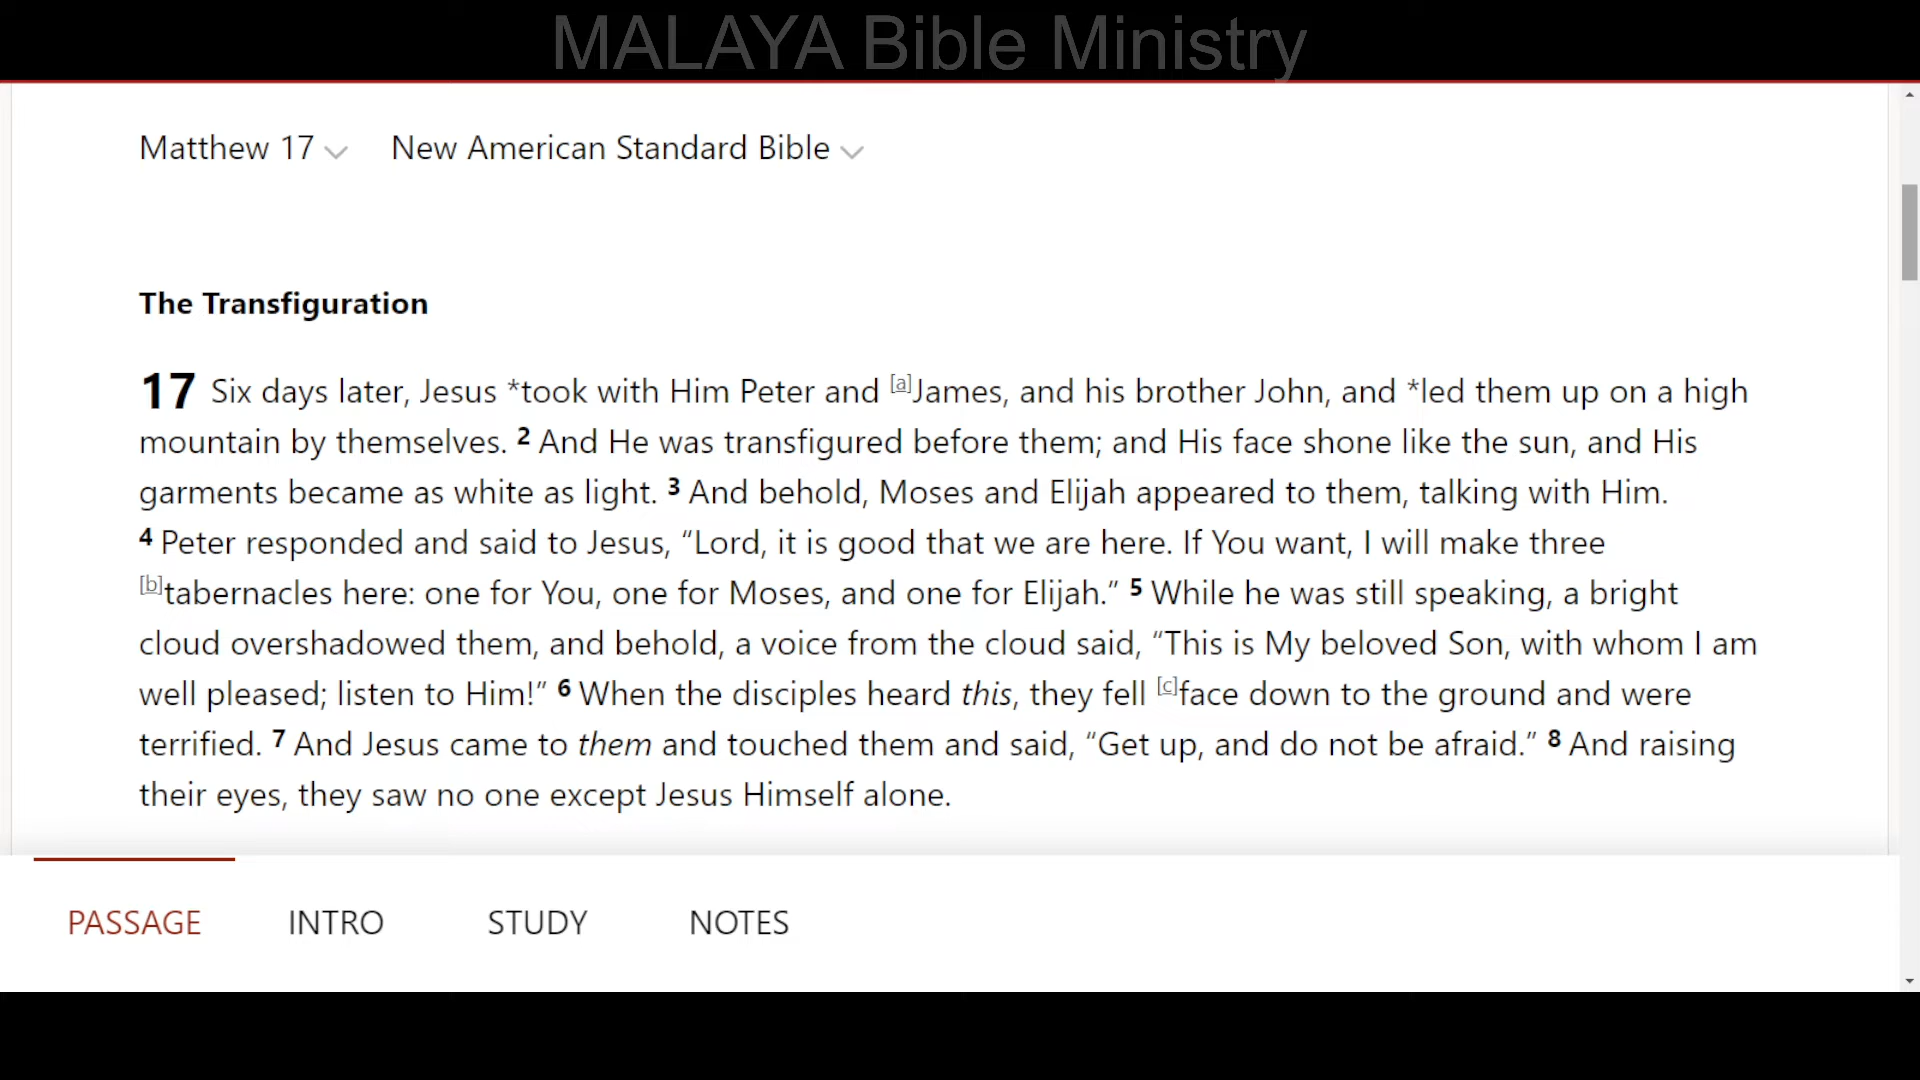 MALAYA Bible Ministry
Matthew 17 New American Standard Bible
The Transfiguration
17 Six days later, Jesus *took with Him Peter and [a]James, and his brother John, and *led them up on a high
mountain by themselves. 2 And He was transfigured before them; and His face shone like the sun, and His
garments became as white as light. 3 And behold, Moses and Elijah appeared to them, talking with Him.
4 Peter responded and said to Jesus, “Lord, it is good that we are here. If You want, I will make three
[b]tabernacles here: one for You, one for Moses, and one for Elijah.” 5 While he was still speaking, a bright
cloud overshadowed them, and behold, a voice from the cloud said, “This is My beloved Son, with whom I am
well pleased; listen to Him!” 6 When the disciples heard this, they fell [c]face down to the ground and were
terrified. 7 And Jesus came to them and touched them and said, “Get up, and do not be afraid.” 8 And raising
their eyes, they saw no one except Jesus Himself alone.
PASSAGE INTRO STUDY NOTES